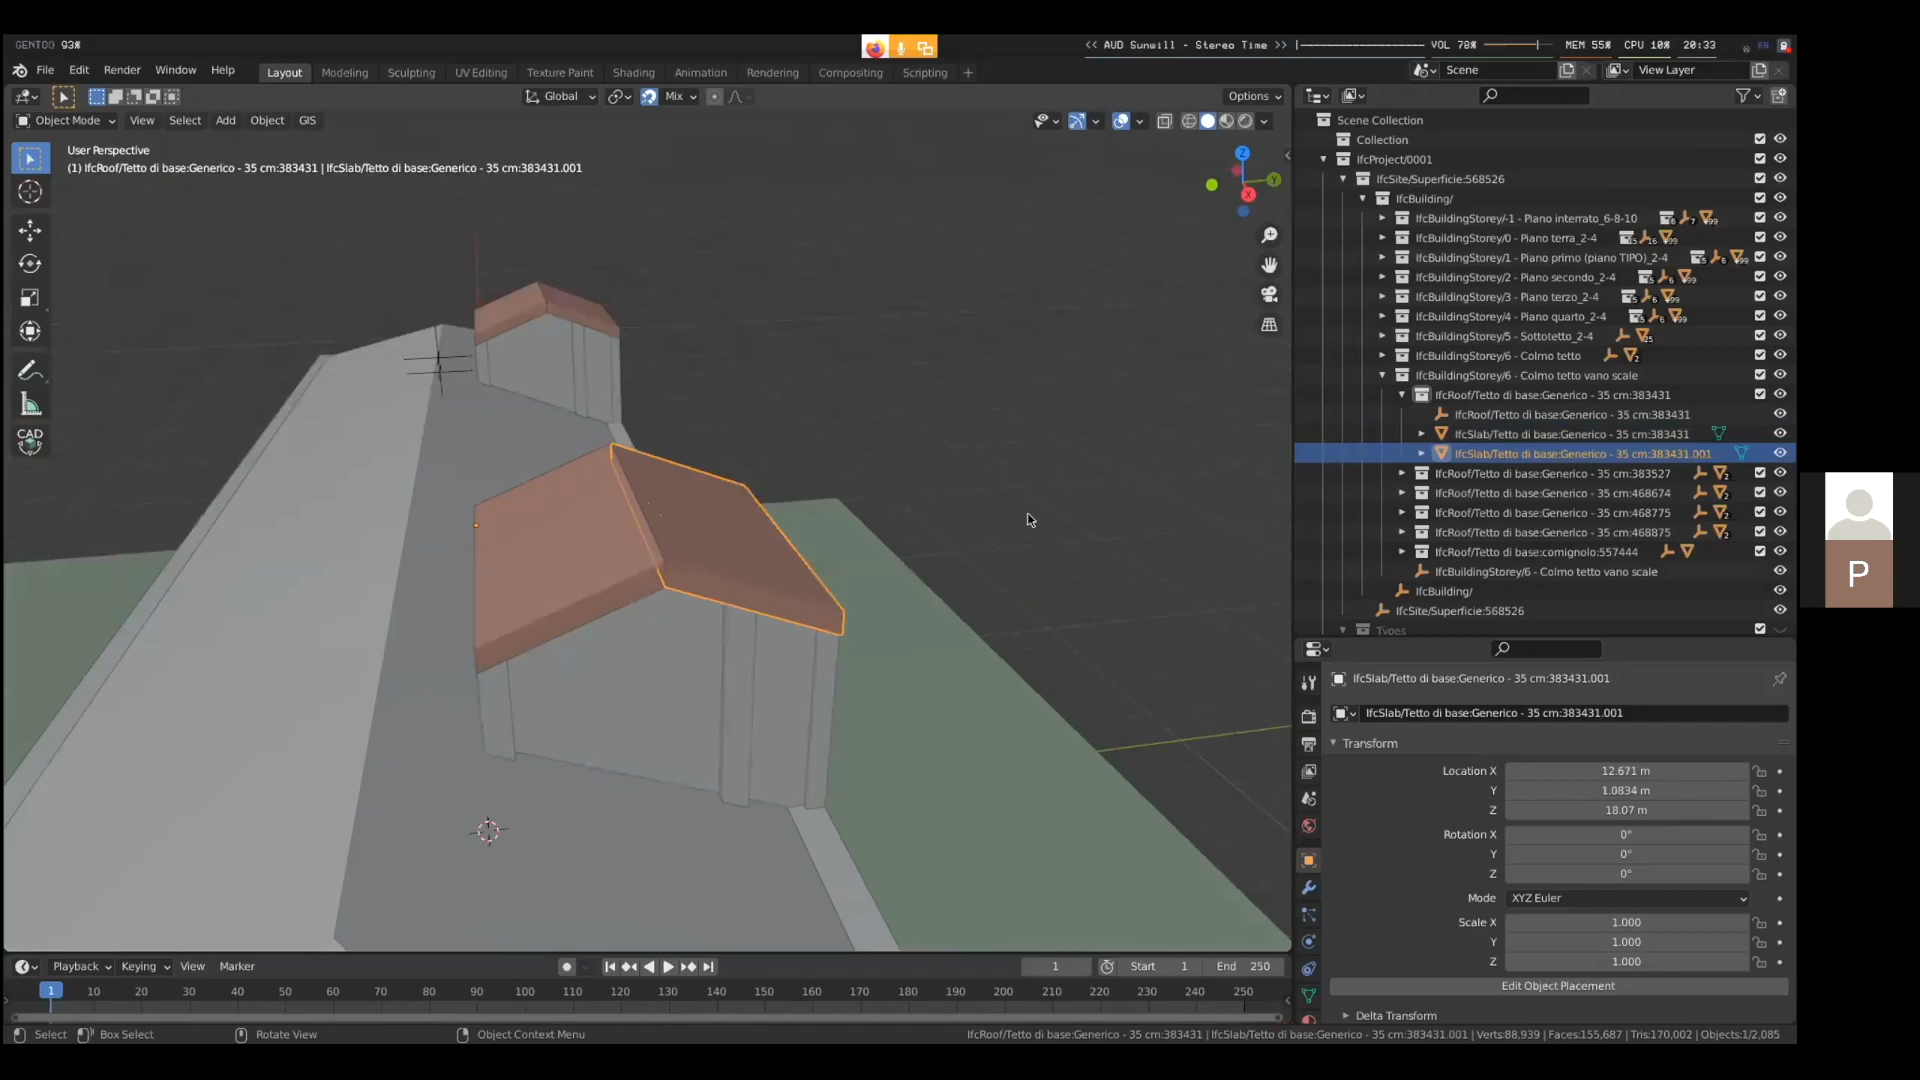 GENTOO 93%
<< AUD Sunwill - Stereo Time >>
VOL 78%
MEM 55% CPU 10% 20:33
EN
File Edit Render Window Help
Layout Modeling Sculpting UV Editing Texture Paint Shading Animation Rendering Compositing Scripting +
Scene
View Layer
Global
Mix
Options
Object Mode View Select Add Object GIS
User Perspective
(1) IfcRoof/Tetto di base:Generico - 35 cm:383431 | IfcSlab/Tetto di base:Generico - 35 cm:383431.001
Z
Y
X
CAD
Scene Collection
Collection
IfcProject/0001
IfcSite/Superficie:568526
IfcBuilding/
IfcBuildingStorey/-1 - Piano interrato_6-8-10
IfcBuildingStorey/0 - Piano terra_2-4
IfcBuildingStorey/1 - Piano primo (piano TIPO)_2-4
IfcBuildingStorey/2 - Piano secondo_2-4
IfcBuildingStorey/3 - Piano terzo_2-4
IfcBuildingStorey/4 - Piano quarto_2-4
IfcBuildingStorey/5 - Sottotetto_2-4
IfcBuildingStorey/6 - Colmo tetto
IfcBuildingStorey/6 - Colmo tetto vano scale
IfcRoof/Tetto di base:Generico - 35 cm:383431
IfcRoof/Tetto di base:Generico - 35 cm:383431
IfcSlab/Tetto di base:Generico - 35 cm:383431
IfcSlab/Tetto di base:Generico - 35 cm:383431.001
IfcRoof/Tetto di base:Generico - 35 cm:383527
IfcRoof/Tetto di base:Generico - 35 cm:468674
IfcRoof/Tetto di base:Generico - 35 cm:468775
IfcRoof/Tetto di base:Generico - 35 cm:468875
IfcRoof/Tetto di base:comignolo:557444
IfcBuildingStorey/6 - Colmo tetto vano scale
IfcBuilding/
IfcSite/Superficie:568526
Types
P
IfcSlab/Tetto di base:Generico - 35 cm:383431.001
IfcSlab/Tetto di base:Generico - 35 cm:383431.001
Transform
Location X 12.671 m
Y 1.0834 m
Z 18.07 m
Rotation X 0°
Y 0°
Z 0°
Mode XYZ Euler
Scale X 1.000
Y 1.000
Z 1.000
Edit Object Placement
Delta Transform
Playback Keying View Marker
1
Start 1
End 250
1 10 20 30 40 50 60 70 80 90 100 110 120 130 140 150 160 170 180 190 200 210 220 230 240 250
Select Box Select Rotate View Object Context Menu
IfcRoof/Tetto di base:Generico - 35 cm:383431 | IfcSlab/Tetto di base:Generico - 35 cm:383431.001 | Verts:88,939 | Faces:155,687 | Tris:170,002 | Objects:1/2,085